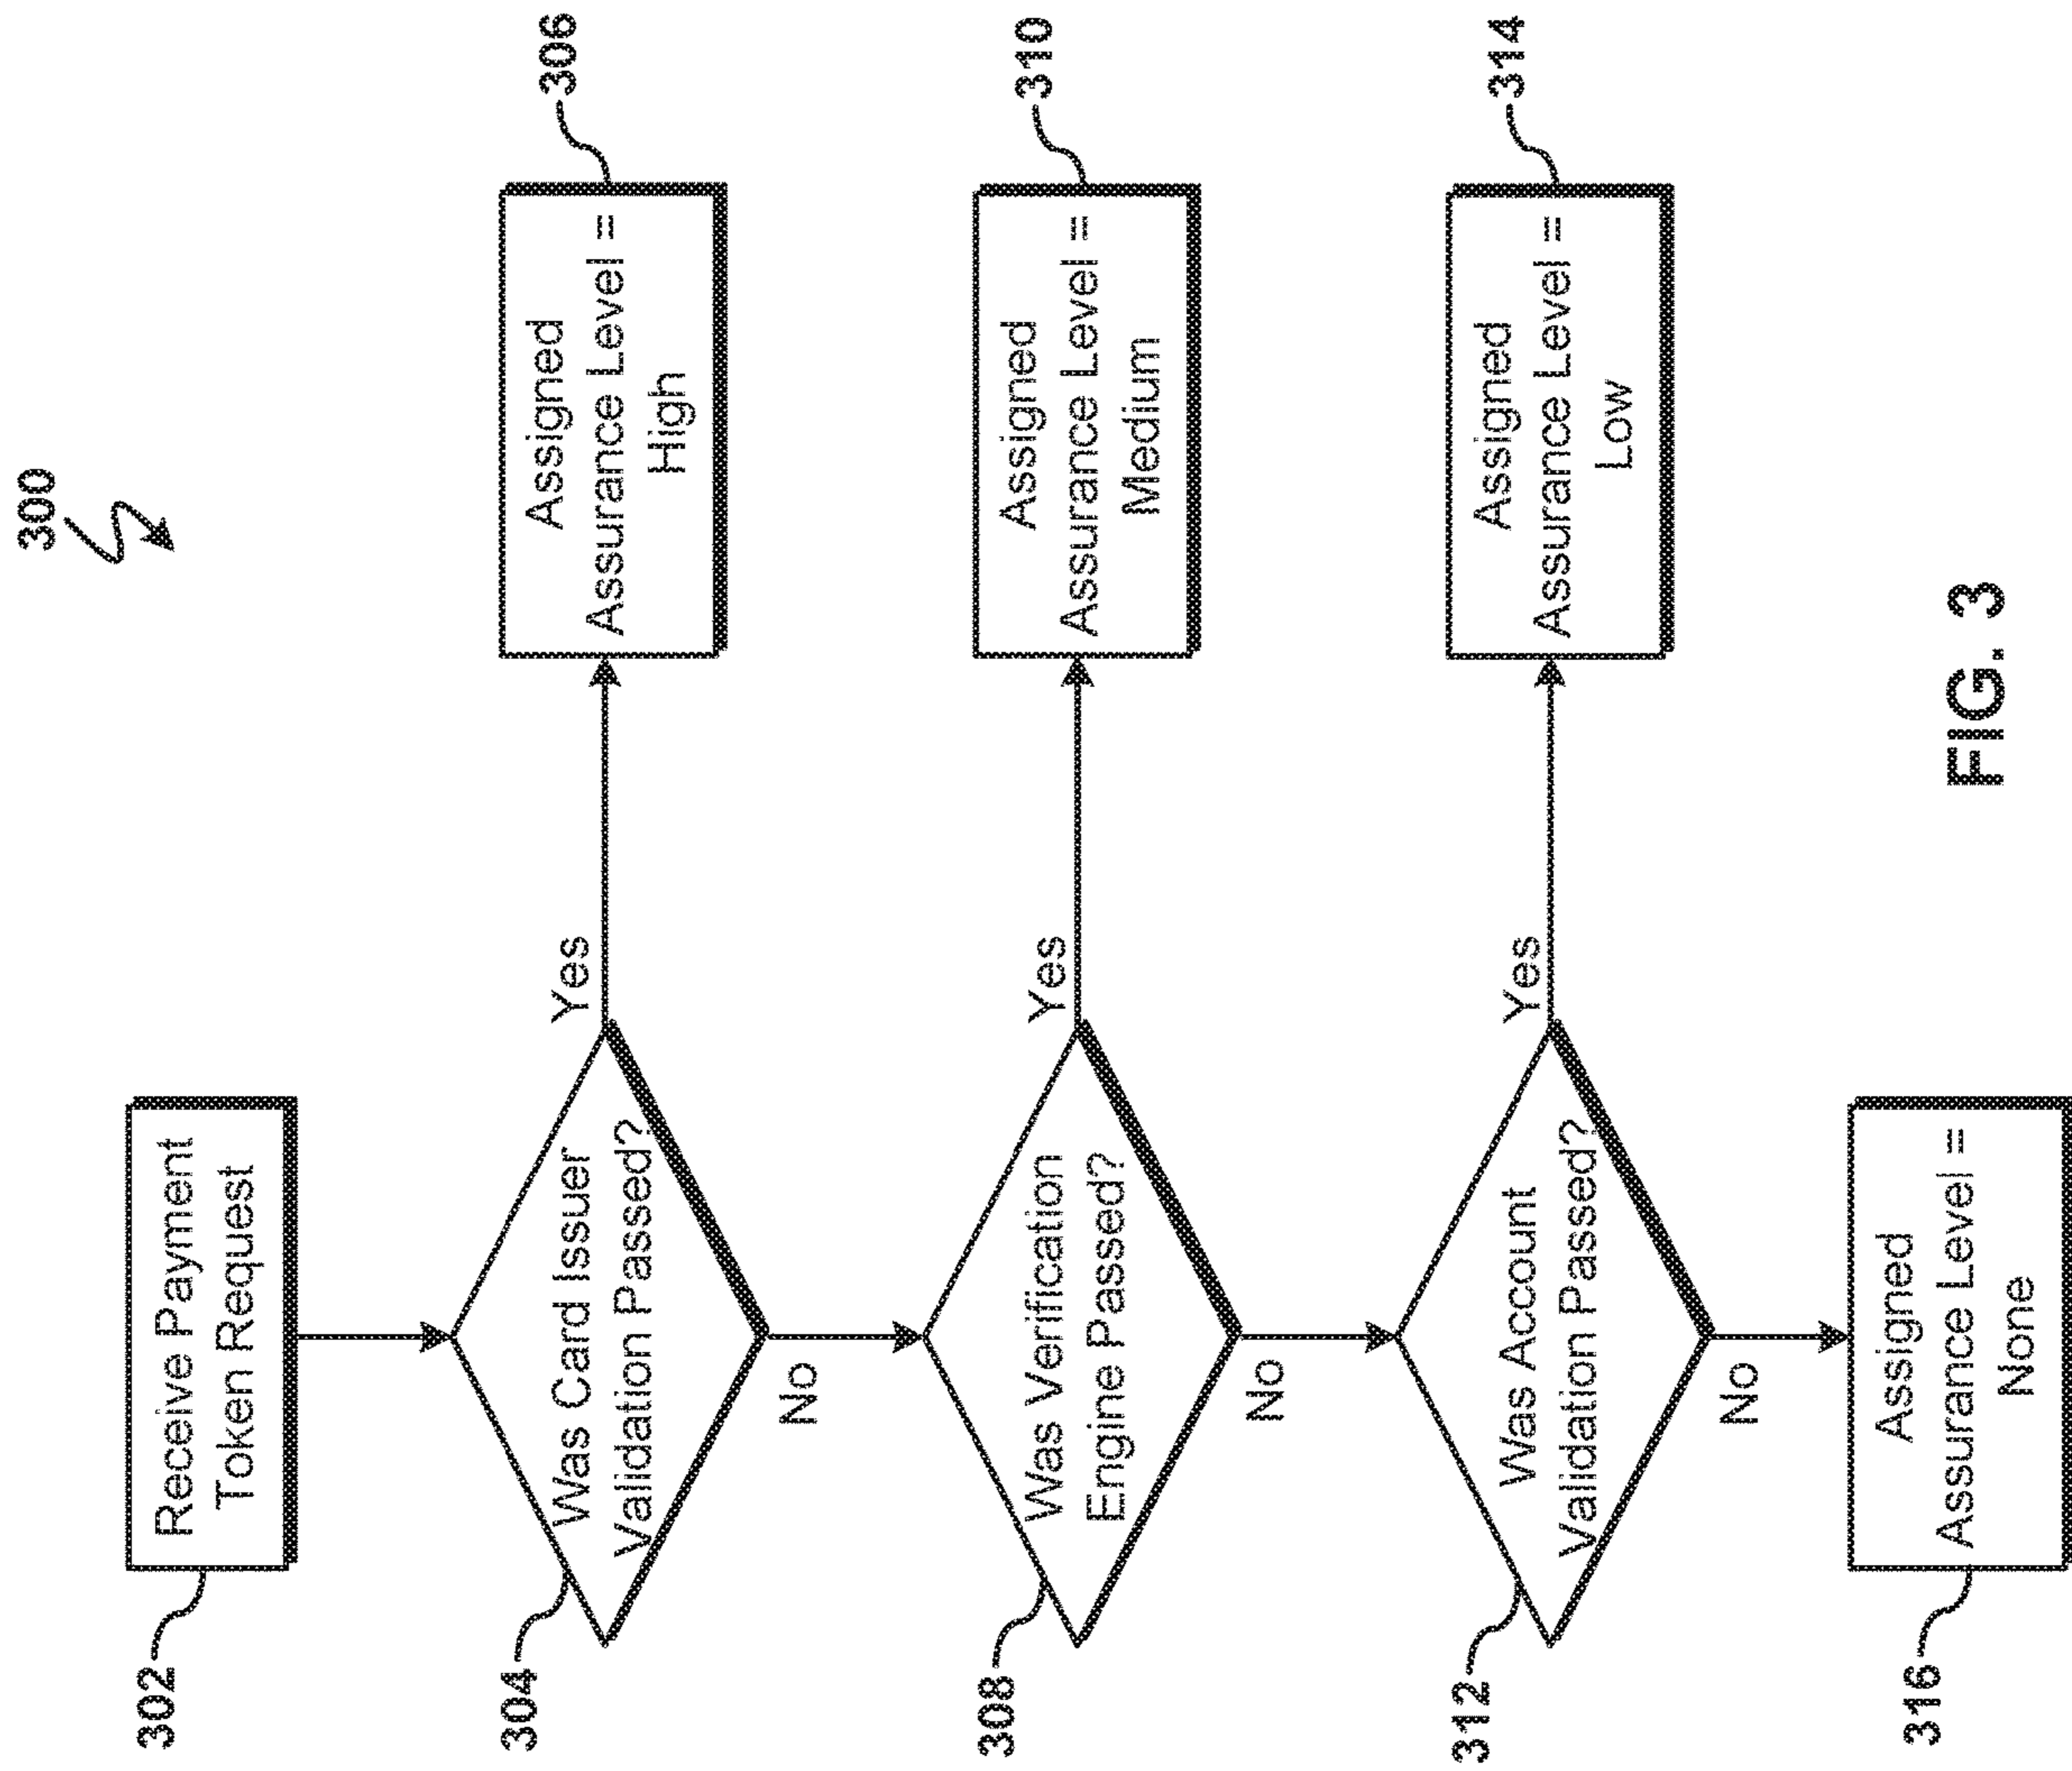 300
302
Receive Payment
Token Request
304
Was Card Issuer
Validation Passed?
Yes
Assigned
Assurance Level =
High
306
No
308
Was Verification
Engine Passed?
Yes
Assigned
Assurance Level =
Medium
310
No
312
Was Account
Validation Passed?
Yes
Assigned
Assurance Level =
Low
314
No
316
Assigned
Assurance Level =
None
FIG. 3